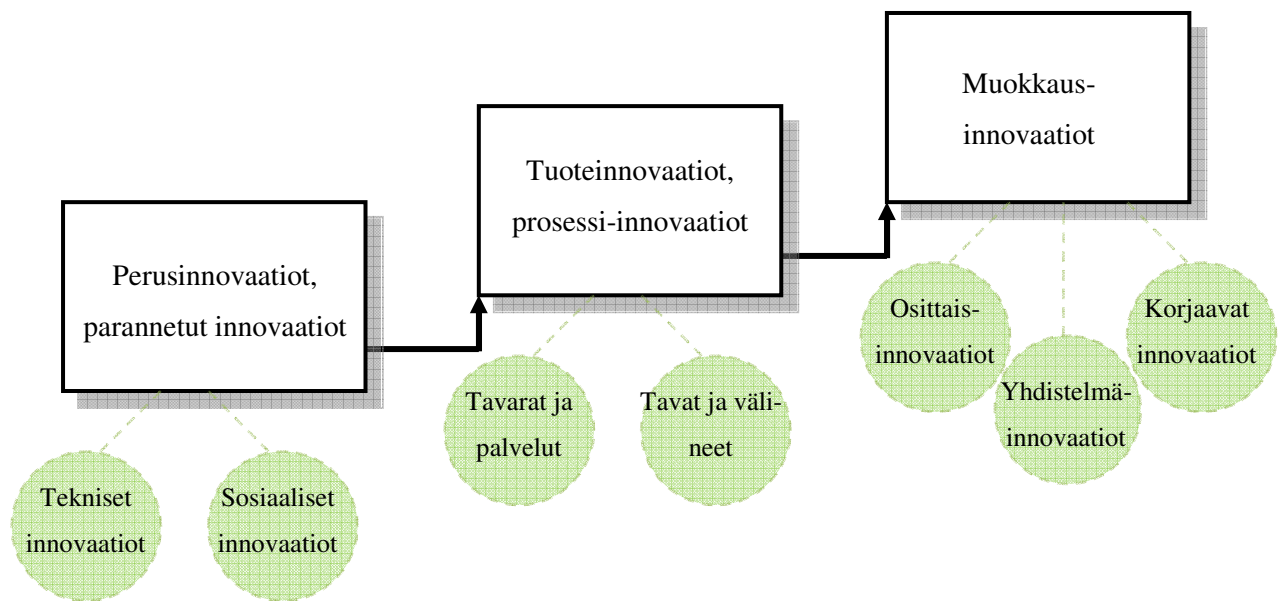 Muokkaus-
innovaatiot
Tuoteinnovaatiot,
prosessi-innovaatiot
Perusinnovaatiot,
parannetut innovaatiot
Osittais-
innovaatiot
Yhdistelmä-
innovaatiot
Korjaavat
innovaatiot
Tavarat ja
palvelut
Tavat ja väli-
neet
Tekniset
innovaatiot
Sosiaaliset
innovaatiot